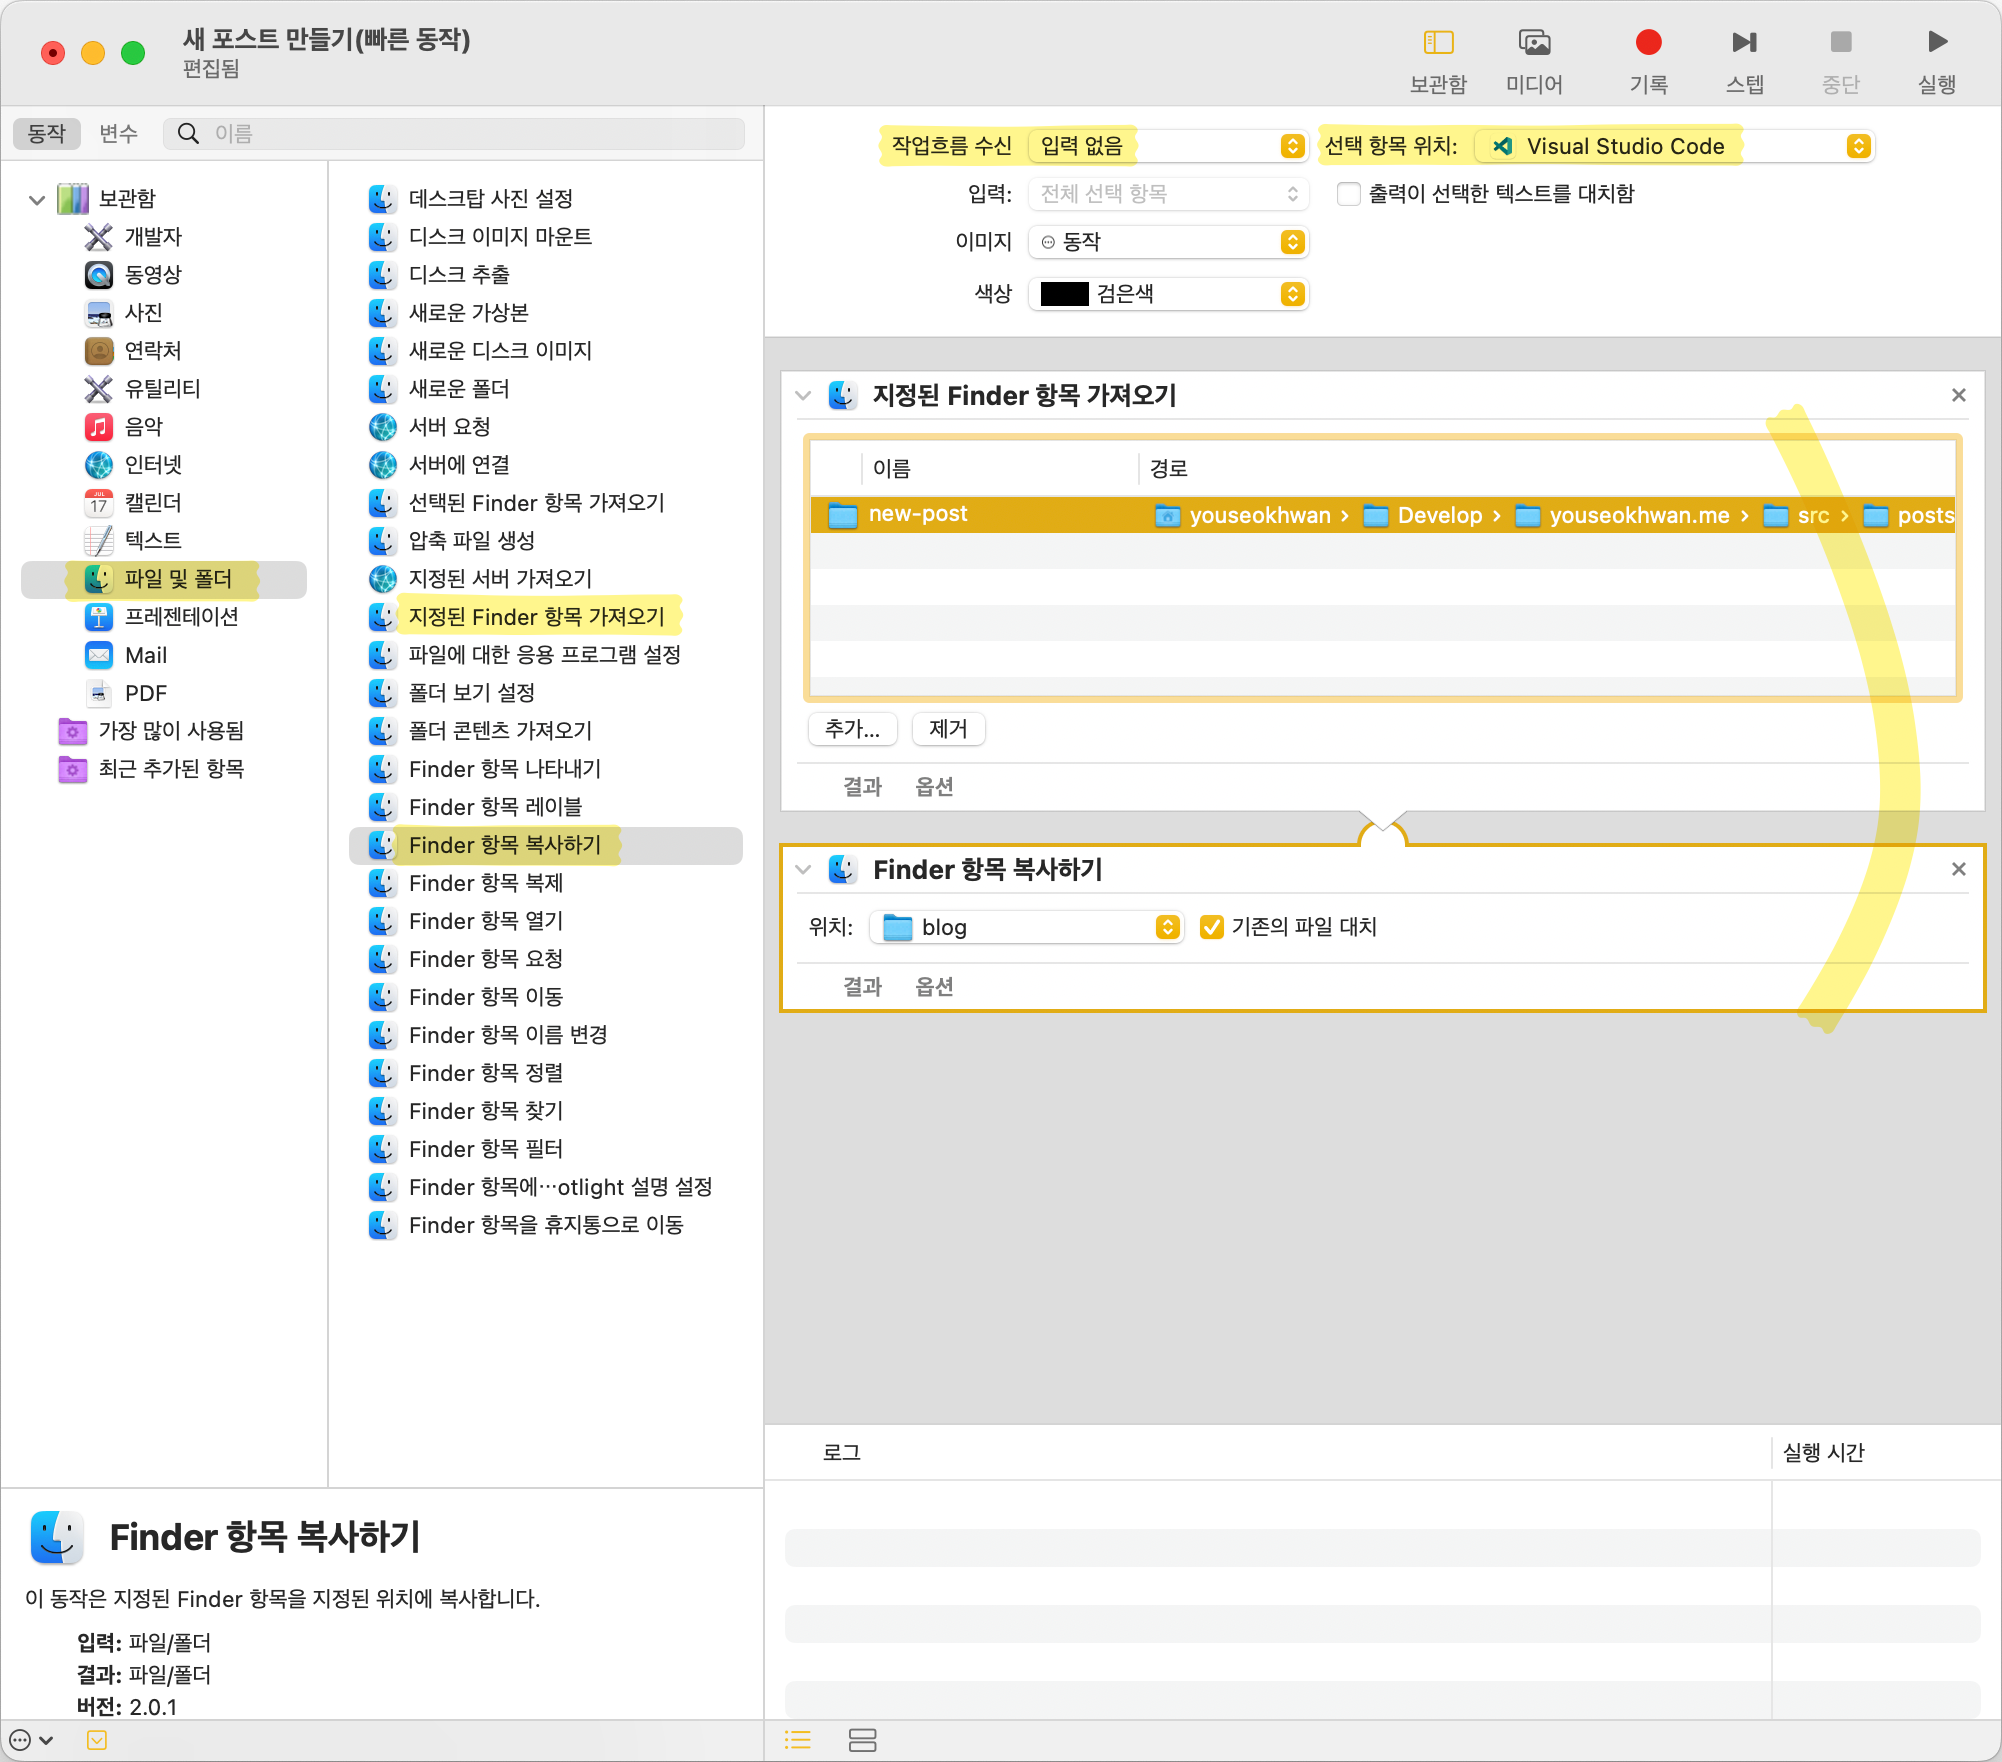 새 포스트 만들기(빠른 동작)
편집됨
보관함
미디어
기록
스텝
중단
실행
동작
변수
이름
보관함
개발자
동영상
사진
연락처
유틸리티
음악
인터넷
캘린더
텍스트
파일 및 폴더
프레젠테이션
Mail
PDF
가장 많이 사용됨
최근 추가된 항목
데스크탑 사진 설정
디스크 이미지 마운트
디스크 추출
새로운 가상본
새로운 디스크 이미지
새로운 폴더
서버 요청
서버에 연결
선택된 Finder 항목 가져오기
압축 파일 생성
지정된 서버 가져오기
지정된 Finder 항목 가져오기
파일에 대한 응용 프로그램 설정
폴더 보기 설정
폴더 콘텐츠 가져오기
Finder 항목 나타내기
Finder 항목 레이블
Finder 항목 복사하기
Finder 항목 복제
Finder 항목 열기
Finder 항목 요청
Finder 항목 이동
Finder 항목 이름 변경
Finder 항목 정렬
Finder 항목 찾기
Finder 항목 필터
Finder 항목에…otlight 설명 설정
Finder 항목을 휴지통으로 이동
Finder 항목 복사하기
이 동작은 지정된 Finder 항목을 지정된 위치에 복사합니다.
입력: 파일/폴더
결과: 파일/폴더
버전: 2.0.1
작업흐름 수신 입력 없음 선택 항목 위치: Visual Studio Code
입력: 전체 선택 항목 출력이 선택한 텍스트를 대치함
이미지 동작
색상 검은색
지정된 Finder 항목 가져오기
이름 경로
new-post youseokhwan › Develop › youseokhwan.me › src › posts
추가... 제거
결과 옵션
Finder 항목 복사하기
위치: blog 기존의 파일 대치
결과 옵션
로그 실행 시간